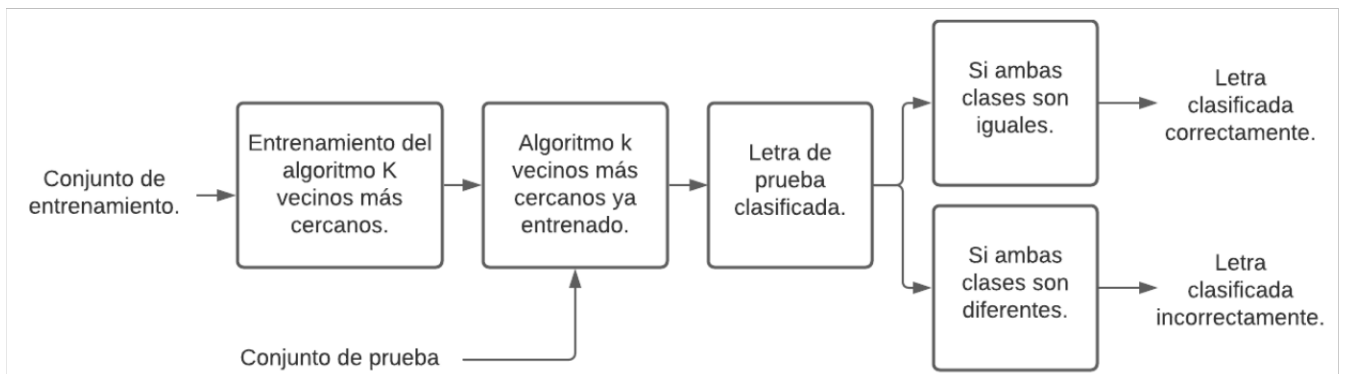 Conjunto de
entrenamiento.
Entrenamiento del
algoritmo K
vecinos más
cercanos.
Algoritmo k
vecinos más
cercanos ya
entrenado.
Conjunto de prueba
Letra de
prueba
clasificada.
Si ambas
clases son
iguales.
Letra
clasificada
correctamente.
Si ambas
clases son
diferentes.
Letra
clasificada
incorrectamente.